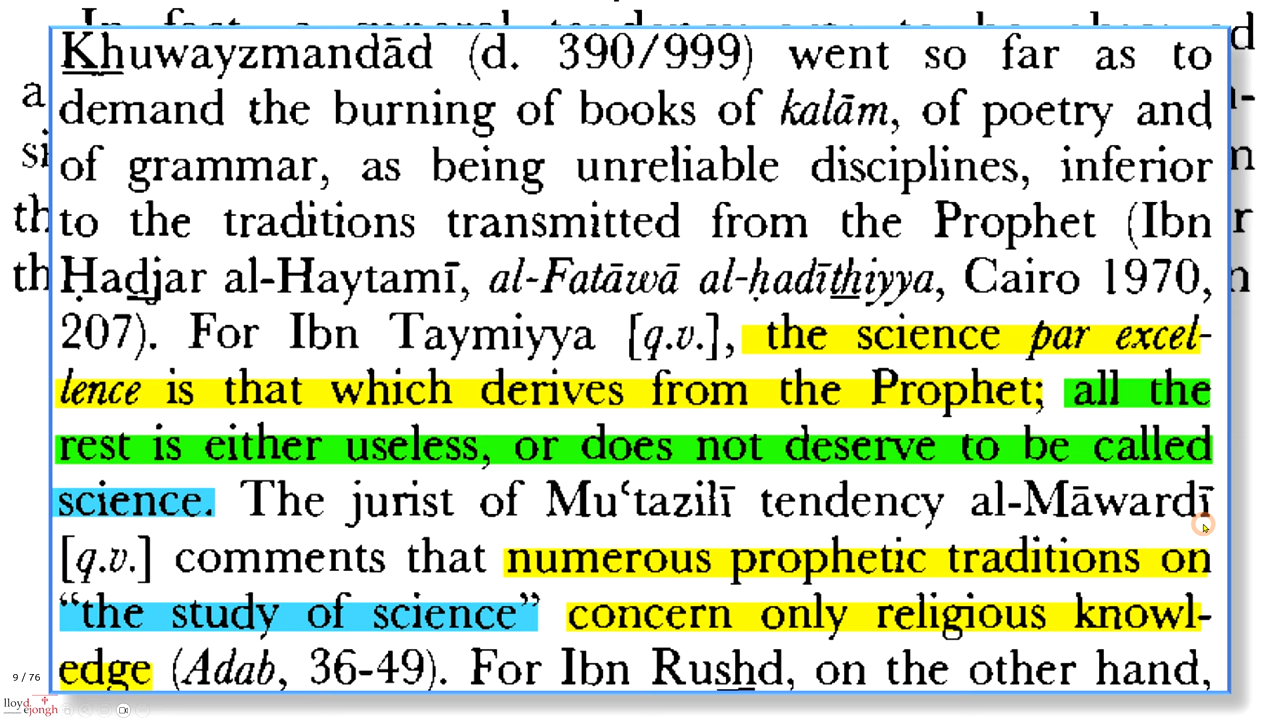 Khuwayzmandād (d. 390/999) went so far as to
demand the burning of books of kalām, of poetry and
of grammar, as being unreliable disciplines, inferior
to the traditions transmitted from the Prophet (Ibn
Ḥadjar al-Haytamī, al-Fatāwā al-ḥadīthiyya, Cairo 1970,
207). For Ibn Taymiyya [q.v.], the science par excel-
lence is that which derives from the Prophet; all the
rest is either useless, or does not deserve to be called
science. The jurist of Muʿtazilī tendency al-Māwardī
[q.v.] comments that numerous prophetic traditions on
“the study of science” concern only religious knowl-
edge (Adab, 36-49). For Ibn Rushd, on the other hand,
9 / 76
lloyd
dejongh